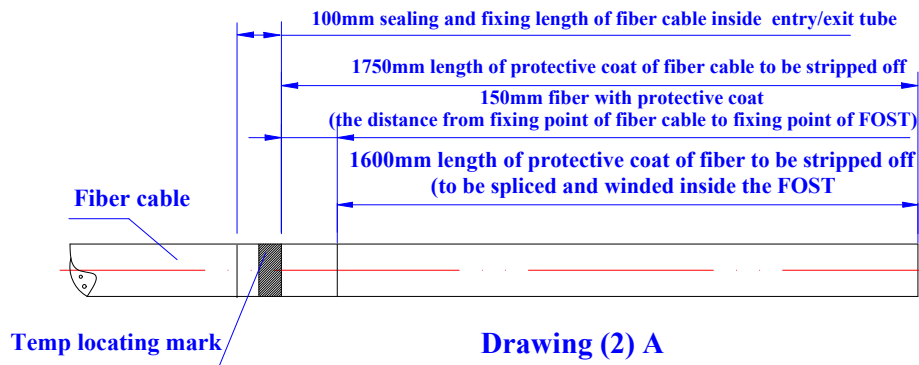 100mm sealing and fixing length of fiber cable inside entry/exit tube
1750mm length of protective coat of fiber cable to be stripped off
150mm fiber with protective coat
(the distance from fixing point of fiber cable to fixing point of FOST)
1600mm length of protective coat of fiber to be stripped off
(to be spliced and winded inside the FOST
Fiber cable
Temp locating mark
Drawing (2) A